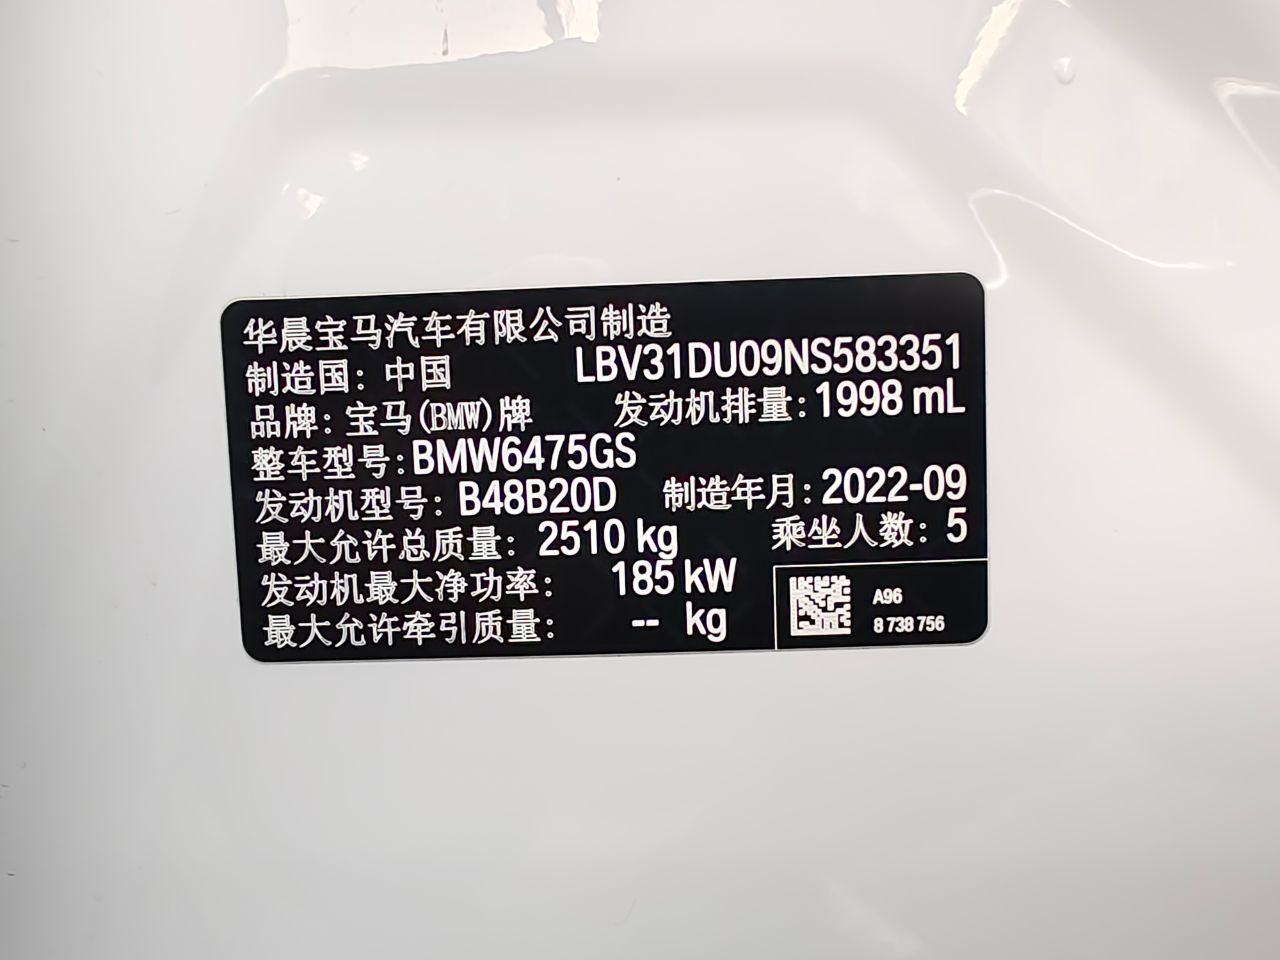 华晨宝马汽车有限公司制造
制造国：中国 LBV31DU09NS583351
品牌：宝马(BMW)牌 发动机排量：1998 mL
整车型号：BMW6475GS
发动机型号：B48B20D 制造年月：2022-09
最大允许总质量：2510 kg 乘坐人数：5
发动机最大净功率：185 kW
最大允许牵引质量：-- kg
A96
8 738 756